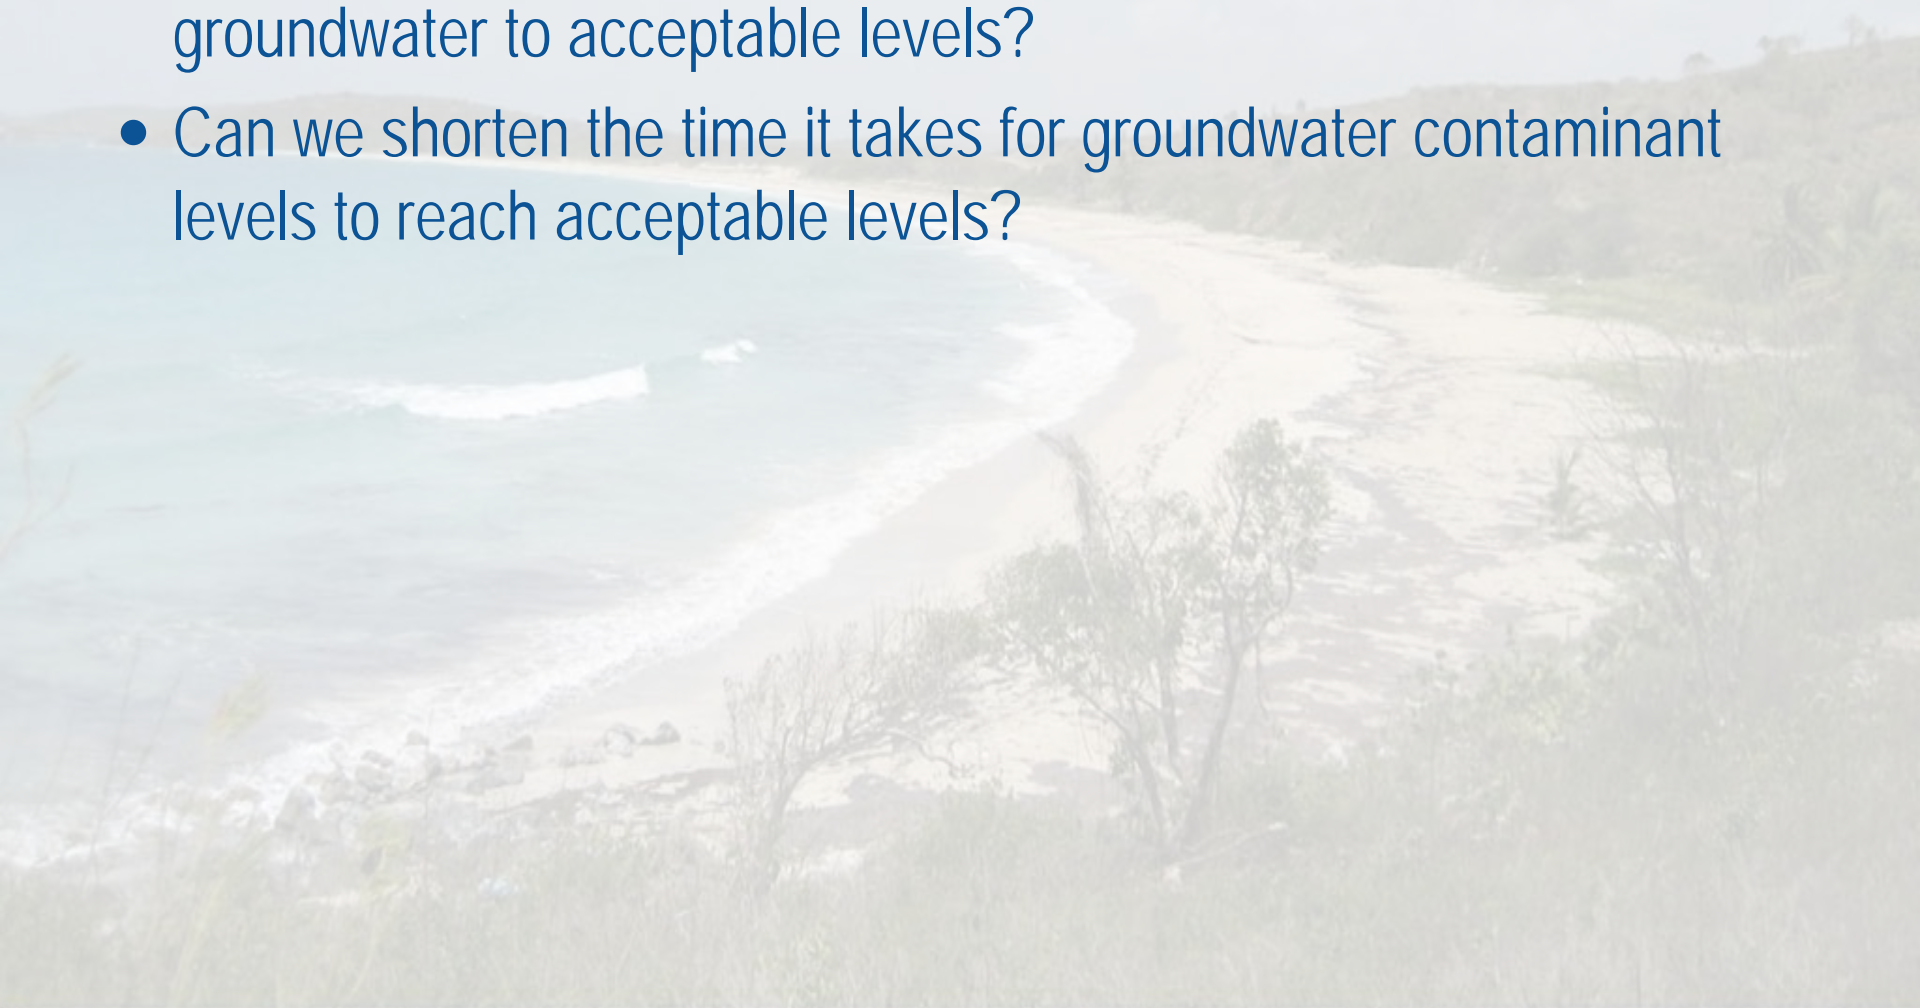 groundwater to acceptable levels?
• Can we shorten the time it takes for groundwater contaminant
levels to reach acceptable levels?